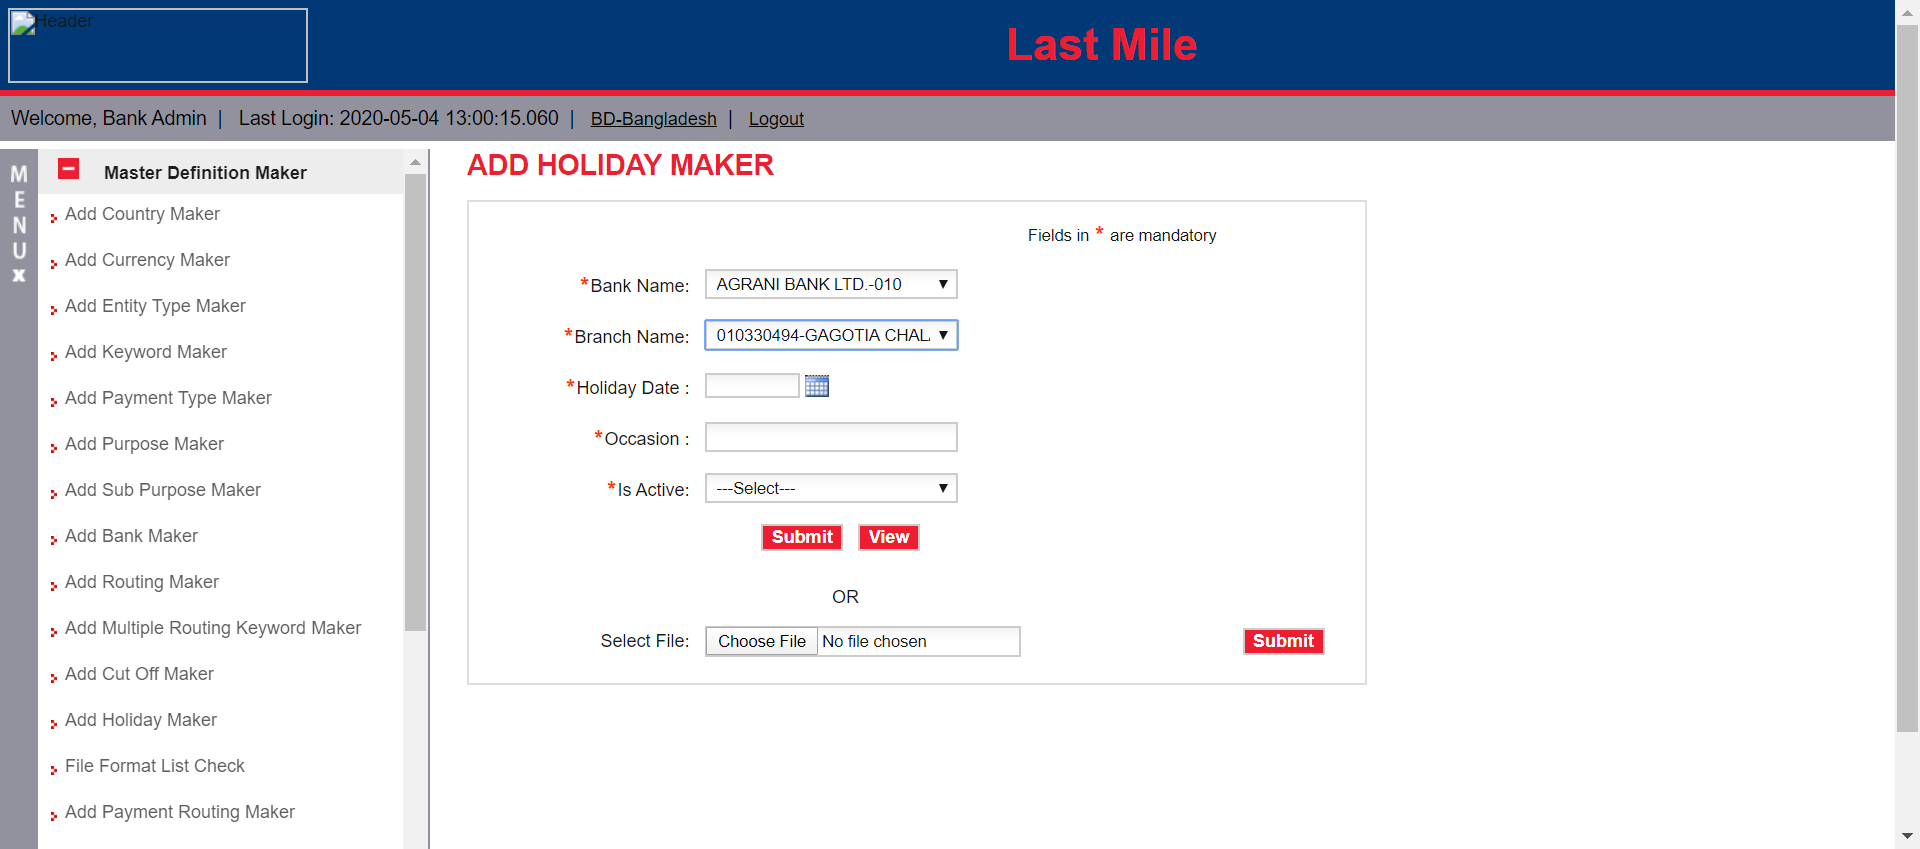 Header
Last Mile
Welcome, Bank Admin | Last Login: 2020-05-04 13:00:15.060 | BD-Bangladesh | Logout
MENU
x
Master Definition Maker
Add Country Maker
Add Currency Maker
Add Entity Type Maker
Add Keyword Maker
Add Payment Type Maker
Add Purpose Maker
Add Sub Purpose Maker
Add Bank Maker
Add Routing Maker
Add Multiple Routing Keyword Maker
Add Cut Off Maker
Add Holiday Maker
File Format List Check
Add Payment Routing Maker
ADD HOLIDAY MAKER
Fields in * are mandatory
*Bank Name: AGRANI BANK LTD.-010
*Branch Name: 010330494-GAGOTIA CHAL
*Holiday Date :
*Occasion :
*Is Active: ---Select---
Submit View
OR
Select File: Choose File No file chosen Submit